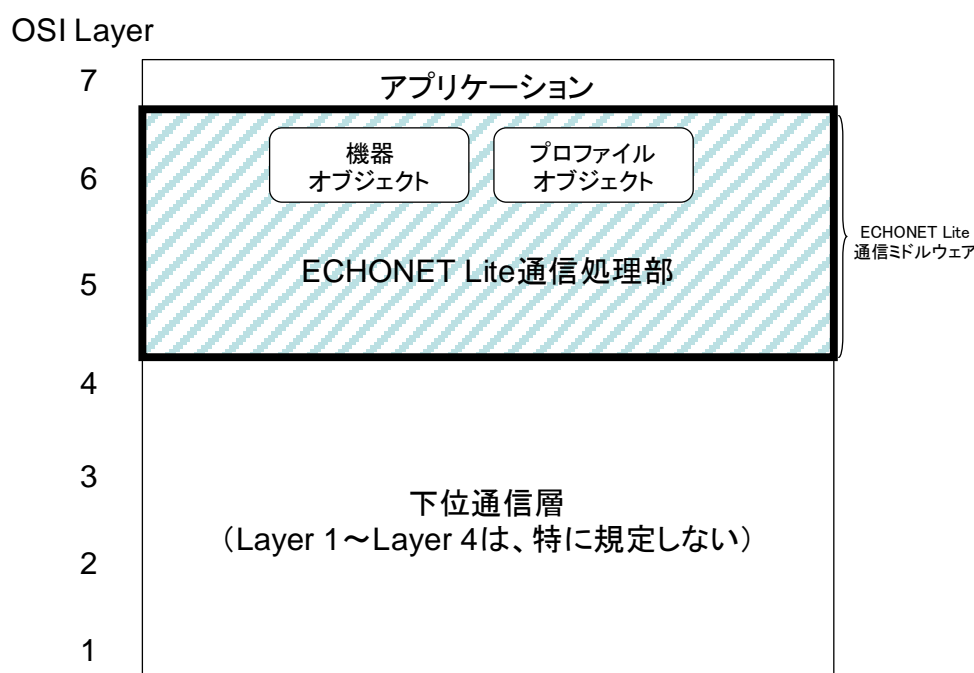 OSI Layer
7
アプリケーション
機器
オブジェクト
プロファイル
オブジェクト
6
ECHONET Lite
通信ミドルウェア
ECHONET Lite通信処理部
5
4
3
下位通信層
（Layer 1～Layer 4は、特に規定しない）
2
1